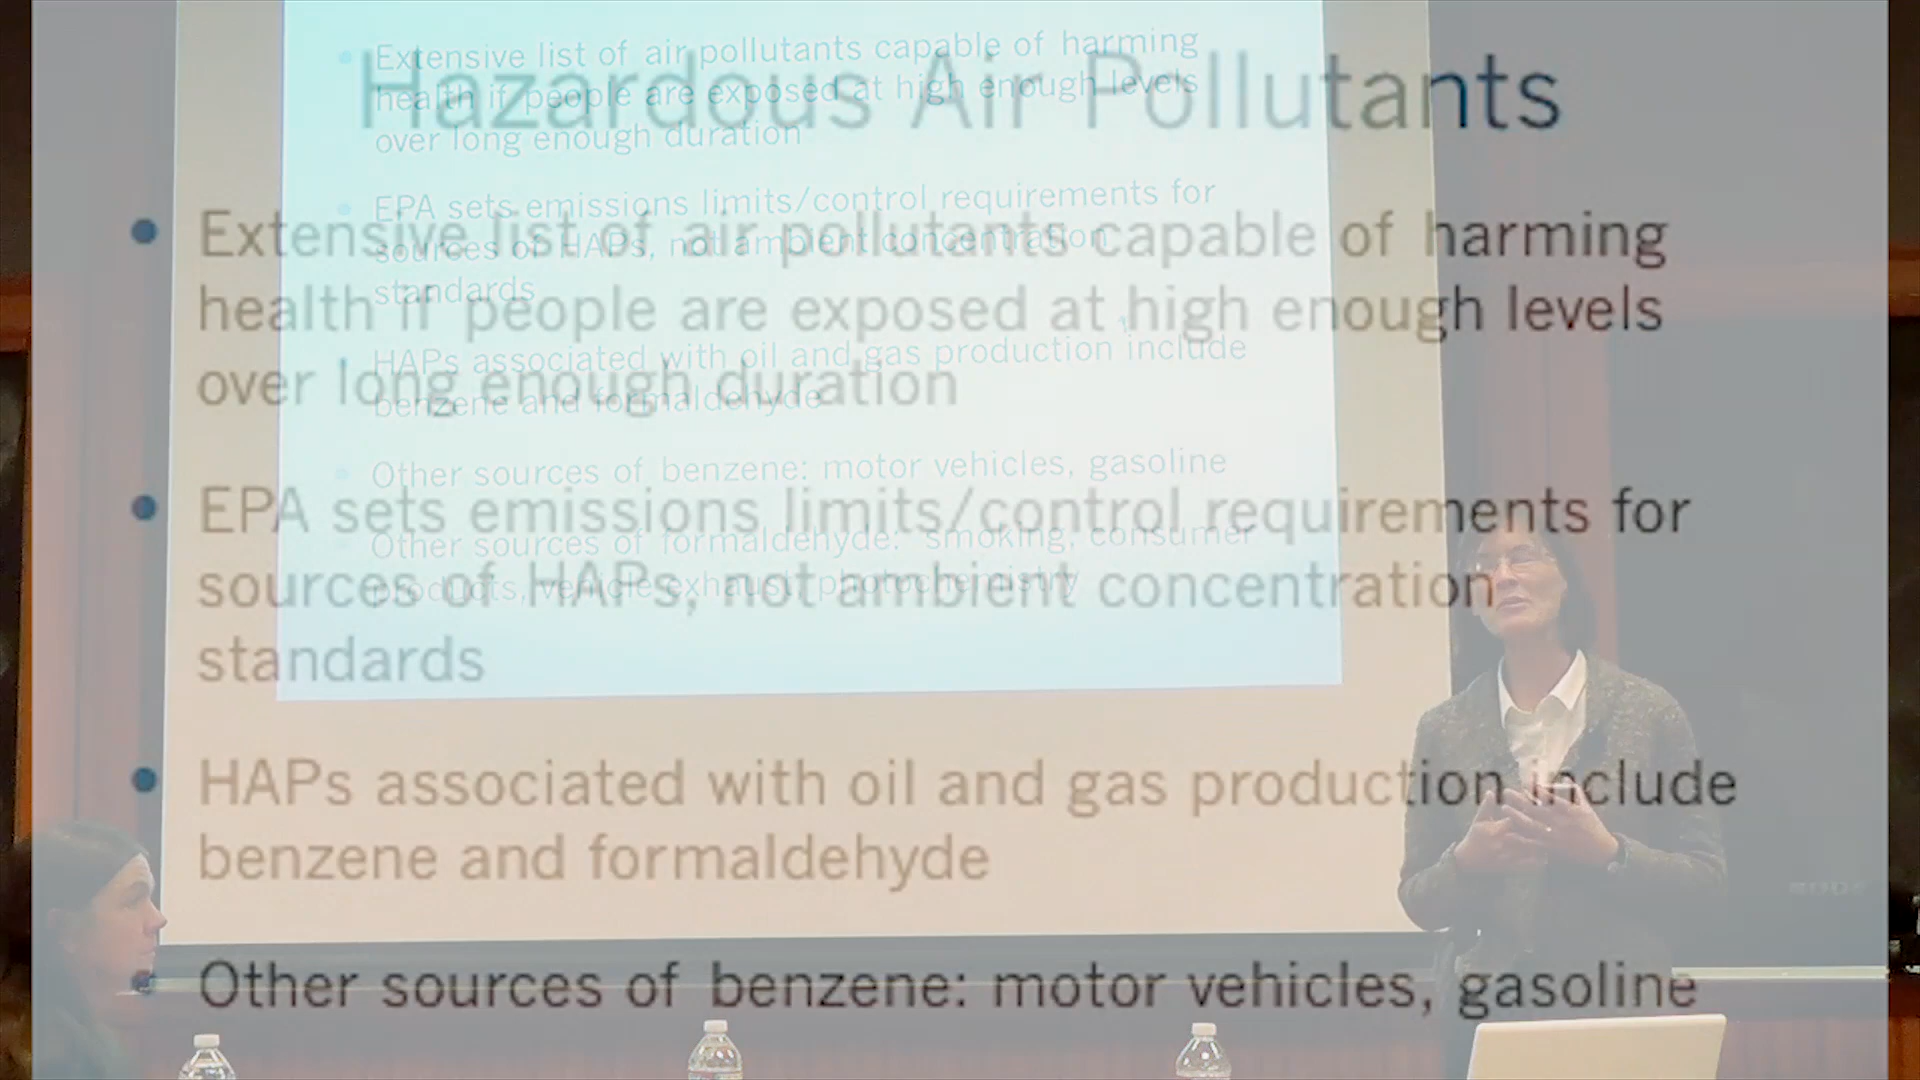 Hazardous Air Pollutants
• Extensive list of air pollutants capable of harming
health if people are exposed at high enough levels
over long enough duration
• EPA sets emissions limits/control requirements for
sources of HAPs, not ambient concentration
standards
• HAPs associated with oil and gas production include
benzene and formaldehyde
• Other sources of benzene: motor vehicles, gasoline
• Extensive list of air pollutants capable of harming
health if people are exposed at high enough levels
over long enough duration
• EPA sets emissions limits/control requirements for
sources of HAPs, not ambient concentration
standards
• HAPs associated with oil and gas production include
benzene and formaldehyde
• Other sources of benzene: motor vehicles, gasoline
• Other sources of formaldehyde: smoking, consumer
products, vehicle exhaust, photochemistry